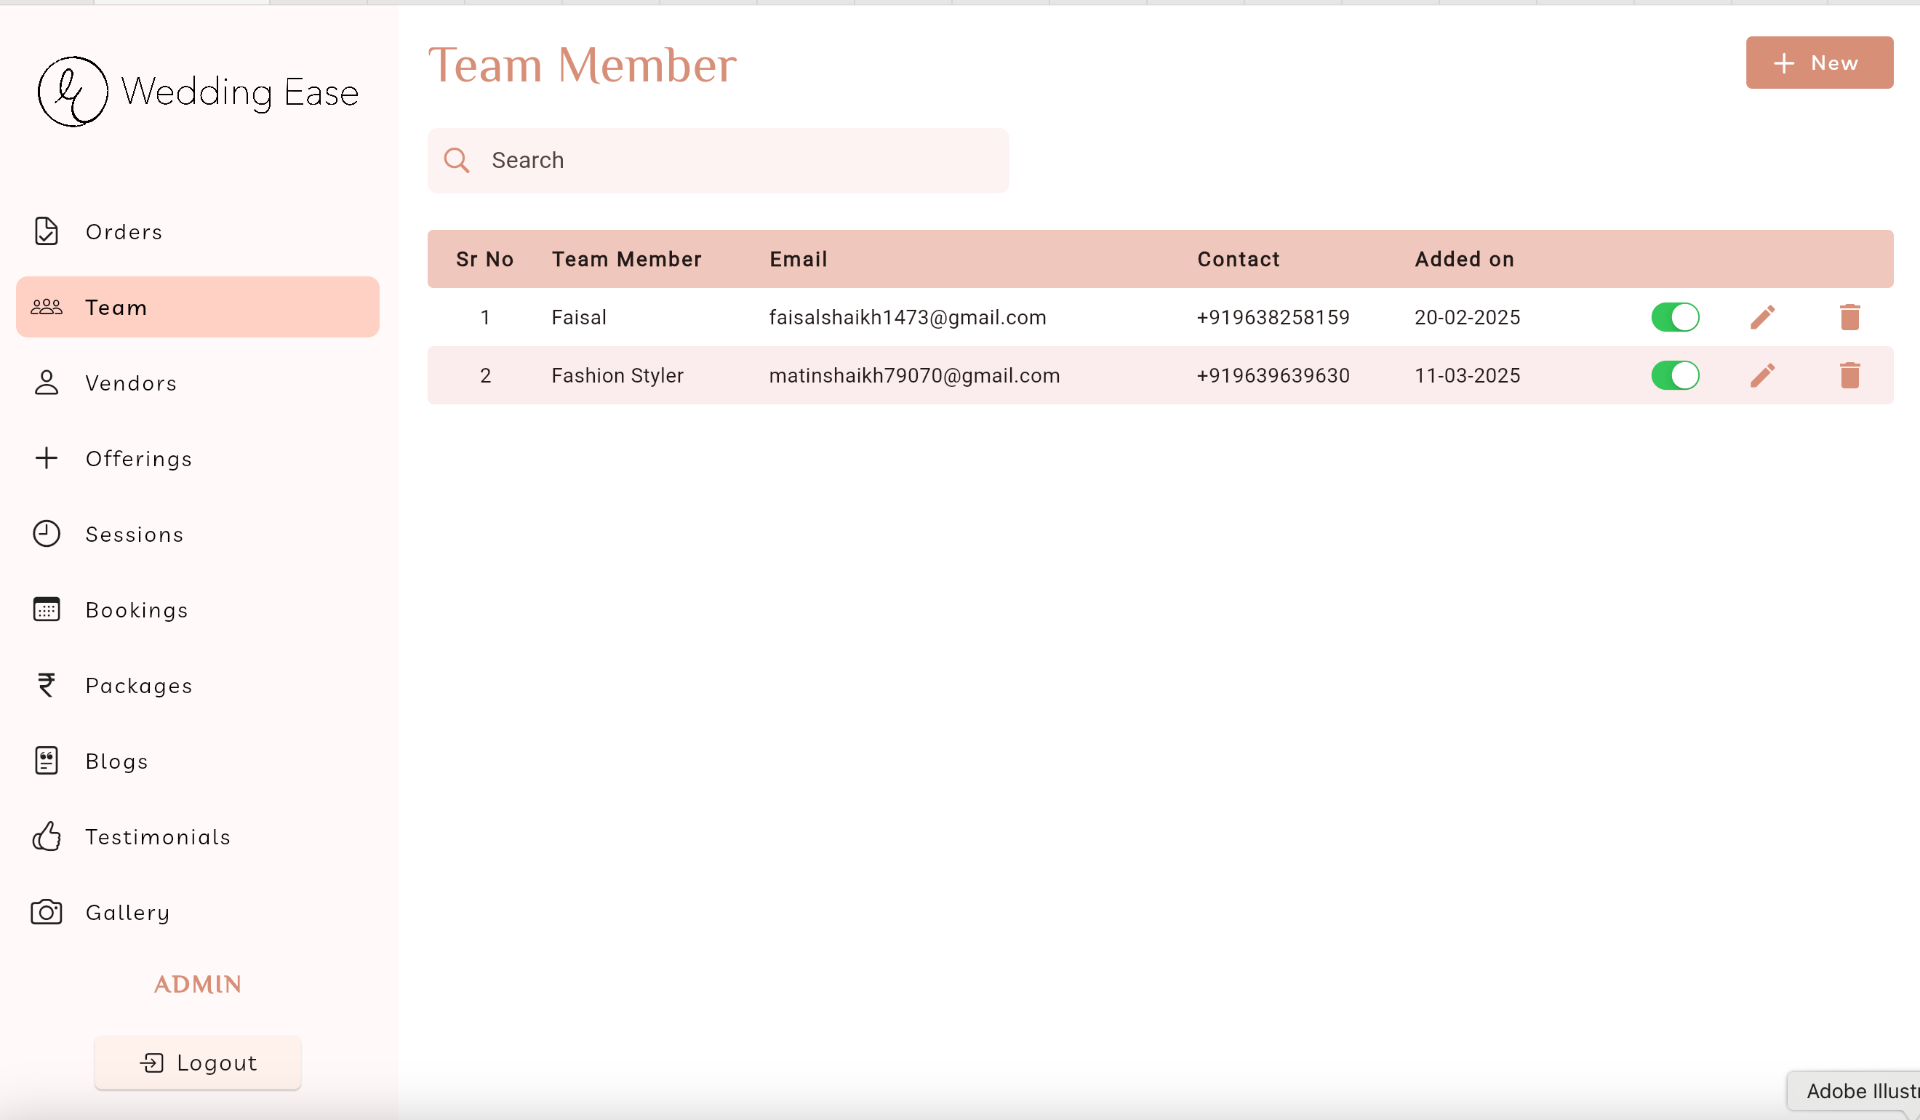 Wedding Ease
Orders
Team
Vendors
Offerings
Sessions
Bookings
Packages
Blogs
Testimonials
Gallery
ADMIN
Logout
Team Member
+ New
Search
Sr No Team Member Email Contact Added on
1 Faisal faisalshaikh1473@gmail.com +919638258159 20-02-2025
2 Fashion Styler matinshaikh79070@gmail.com +919639639630 11-03-2025
Adobe Illustr